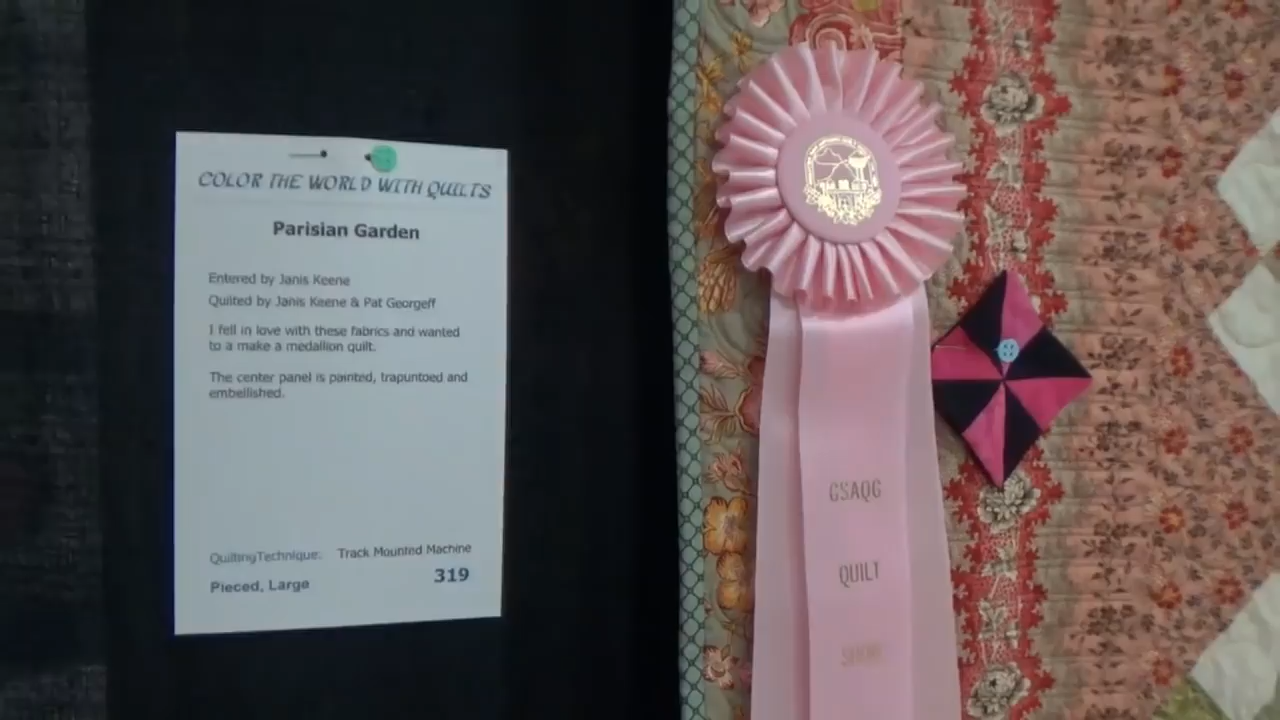 COLOR THE WORLD WITH QUILTS
Parisian Garden
Entered by Janis Keene
Quilted by Janis Keene & Pat Georgeff
I fell in love with these fabrics and wanted
to a make a medallion quilt.
The center panel is painted, trapuntoed and
embellished.
QuiltingTechnique: Track Mounted Machine
Pieced, Large 319
GSAQG
QUILT
SHOW